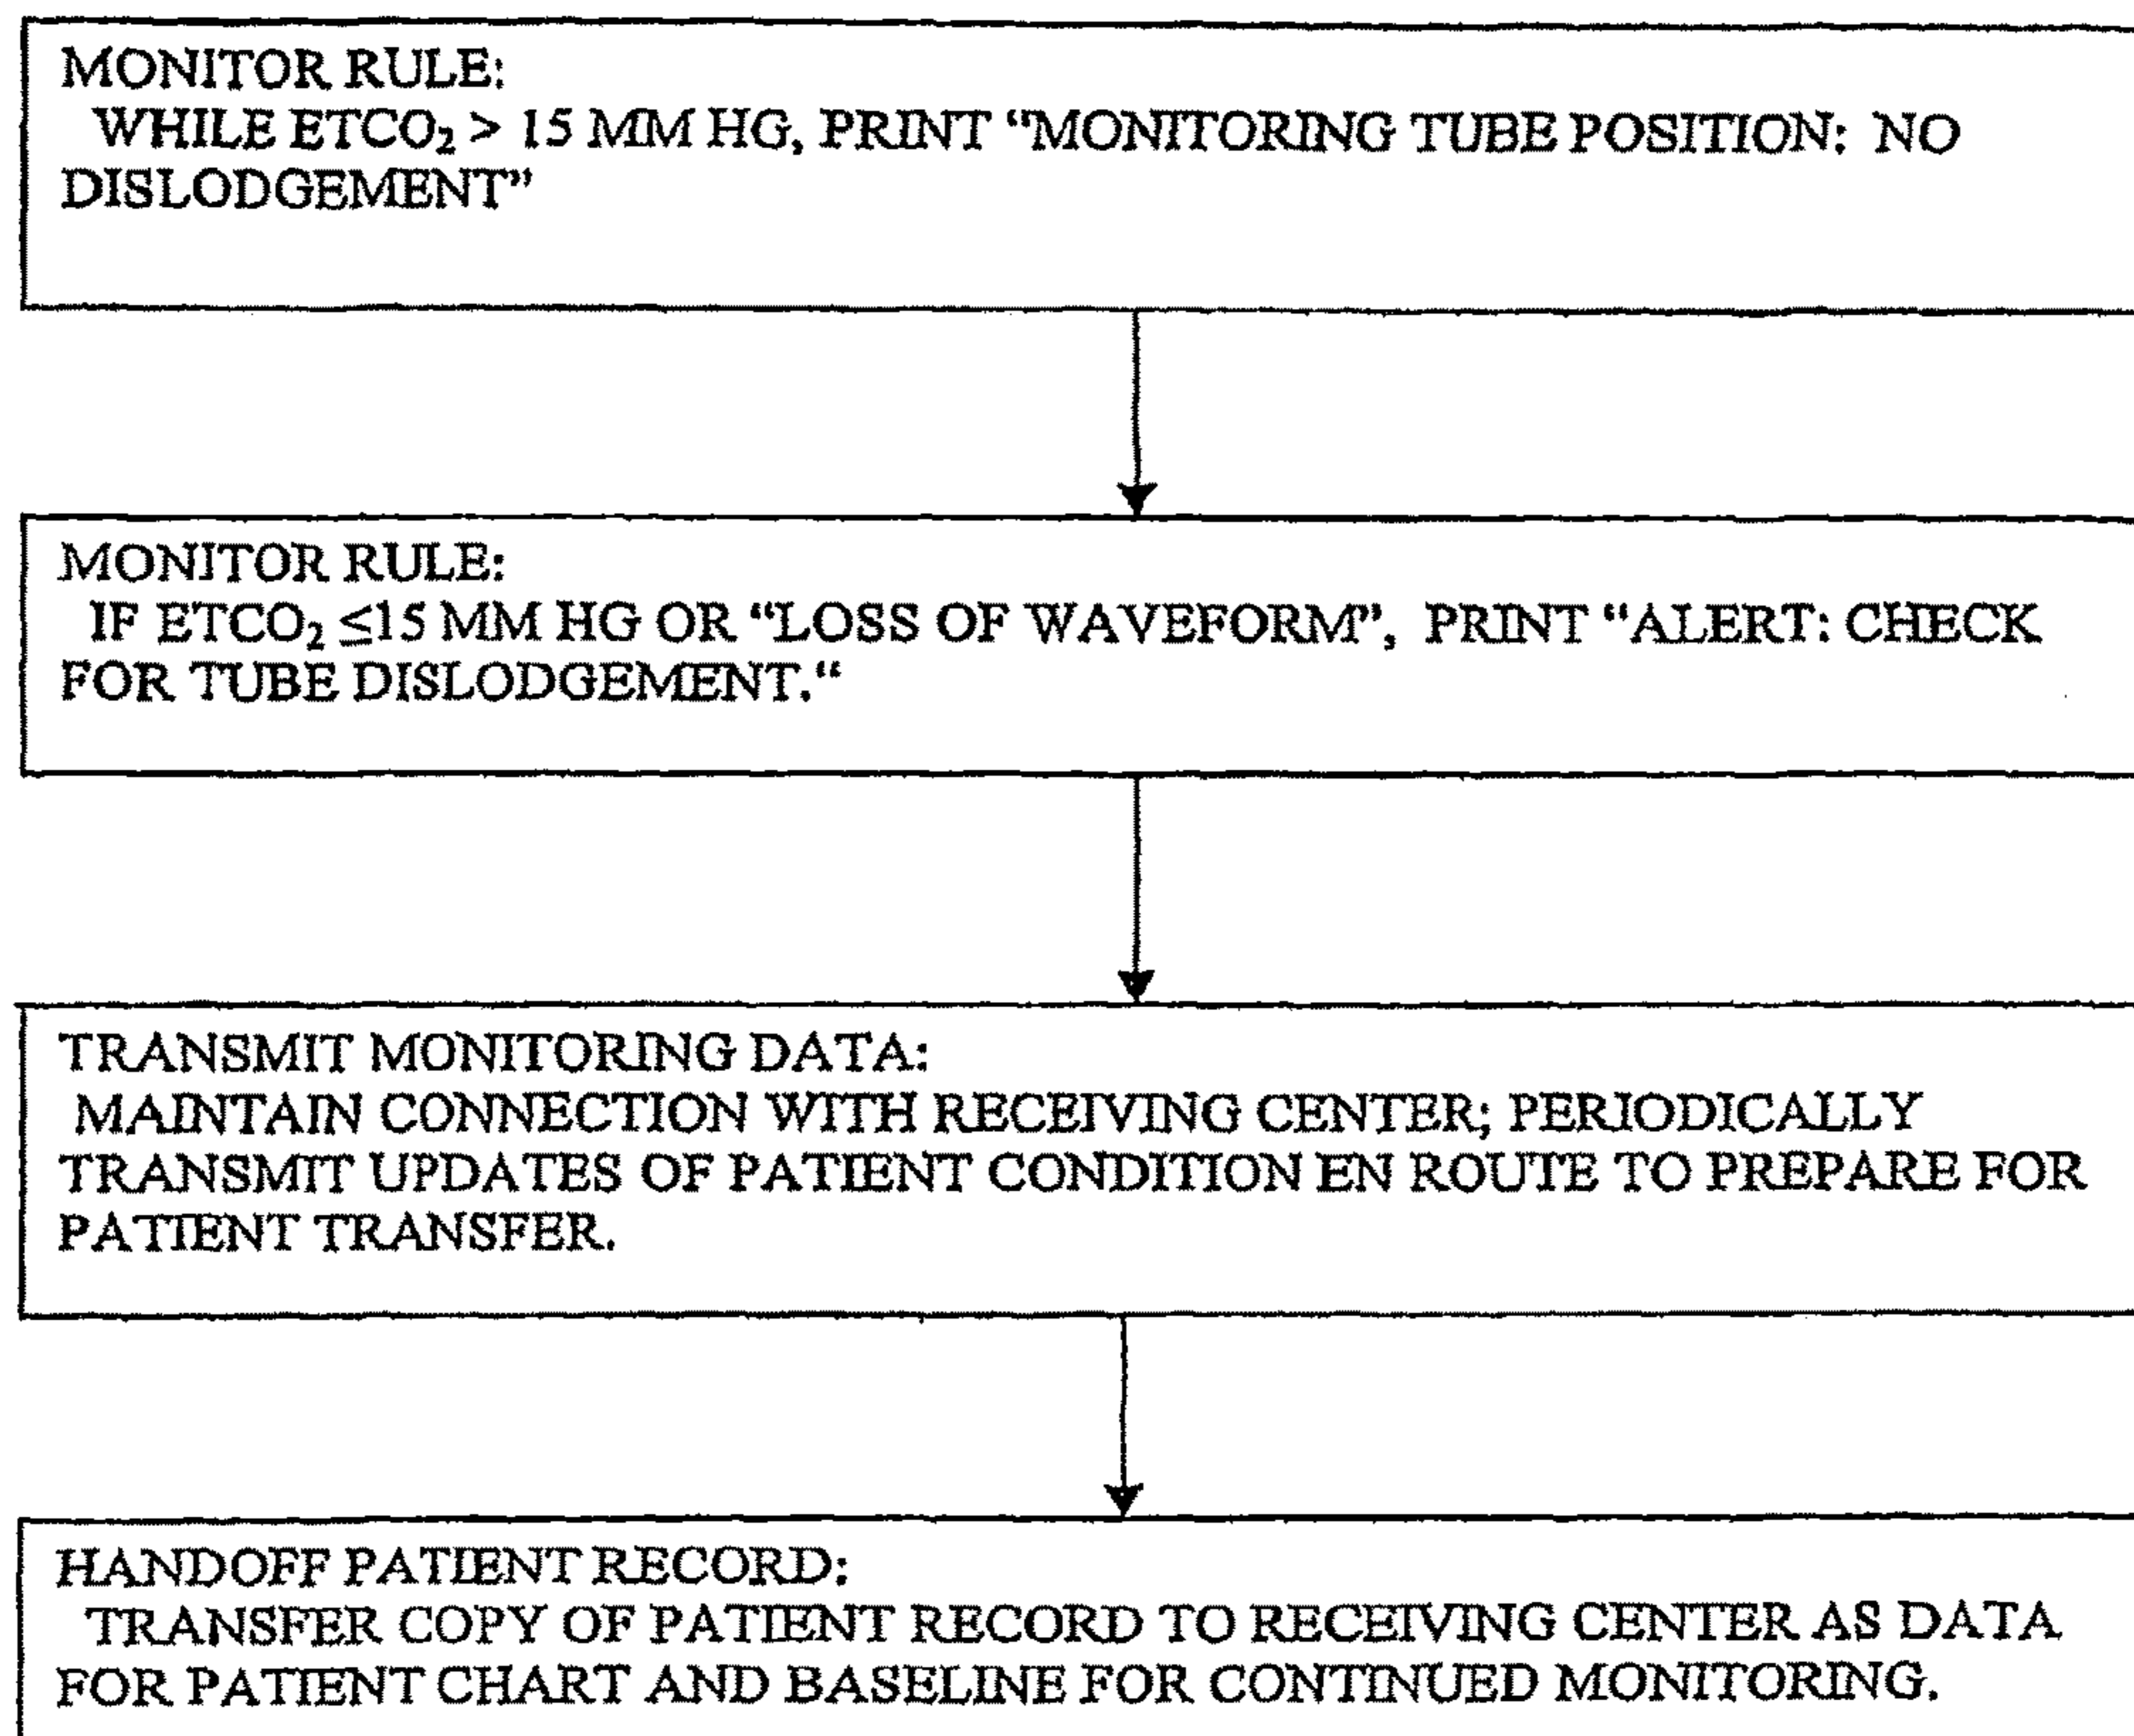 MONITOR RULE:
WHILE ETCO₂ > 15 MM HG, PRINT “MONITORING TUBE POSITION: NO
DISLODGEMENT”
MONITOR RULE:
IF ETCO₂ ≤15 MM HG OR “LOSS OF WAVEFORM”, PRINT “ALERT: CHECK
FOR TUBE DISLODGEMENT.“
TRANSMIT MONITORING DATA:
MAINTAIN CONNECTION WITH RECEIVING CENTER; PERIODICALLY
TRANSMIT UPDATES OF PATIENT CONDITION EN ROUTE TO PREPARE FOR
PATIENT TRANSFER.
HANDOFF PATIENT RECORD:
TRANSFER COPY OF PATIENT RECORD TO RECEIVING CENTER AS DATA
FOR PATIENT CHART AND BASELINE FOR CONTINUED MONITORING.